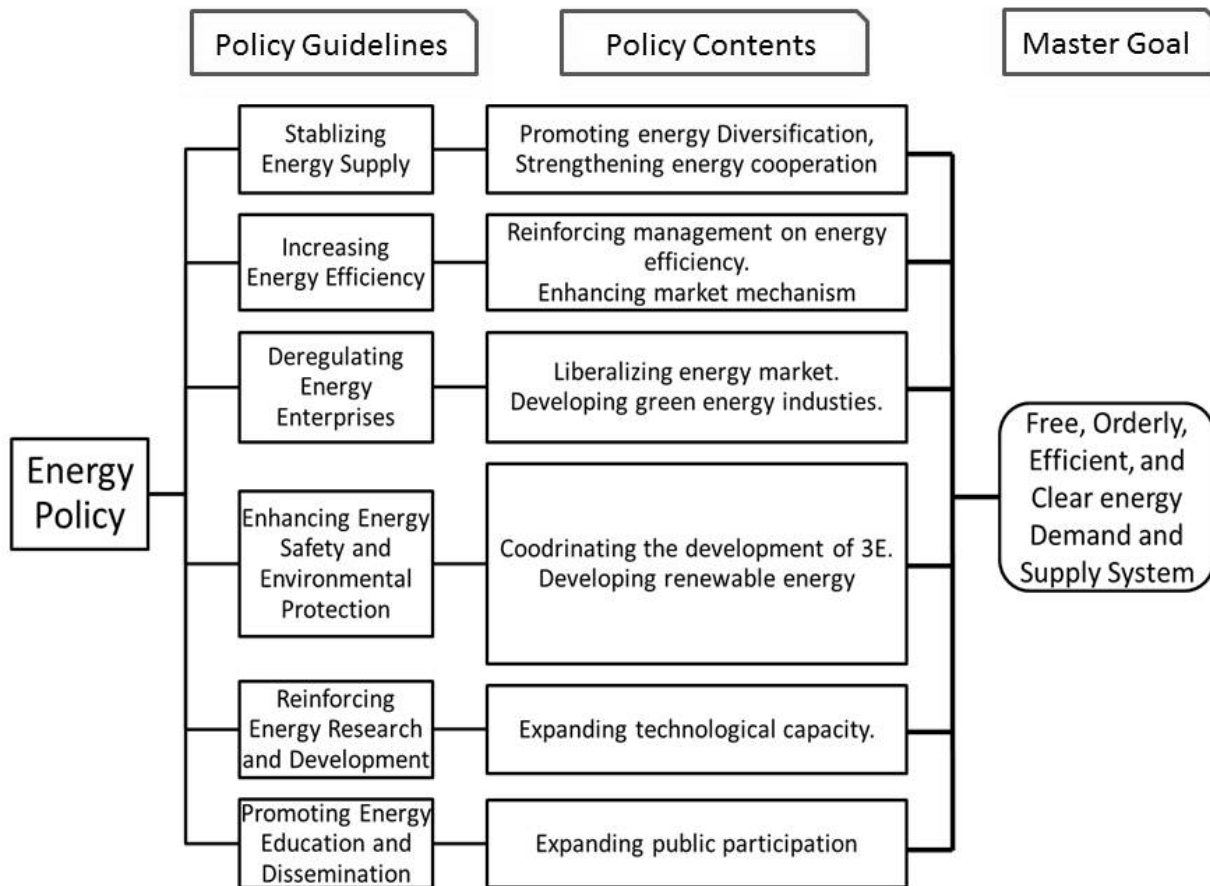 Policy Guidelines
Policy Contents
Master Goal
Energy
Policy
Stablizing
Energy Supply
Promoting energy Diversification,
Strengthening energy cooperation
Increasing
Energy Efficiency
Reinforcing management on energy
efficiency.
Enhancing market mechanism
Deregulating
Energy
Enterprises
Liberalizing energy market.
Developing green energy industies.
Enhancing Energy
Safety and
Environmental
Protection
Coodrinating the development of 3E.
Developing renewable energy
Reinforcing
Energy Research
and Development
Expanding technological capacity.
Promoting Energy
Education and
Dissemination
Expanding public participation
Free, Orderly,
Efficient, and
Clear energy
Demand and
Supply System